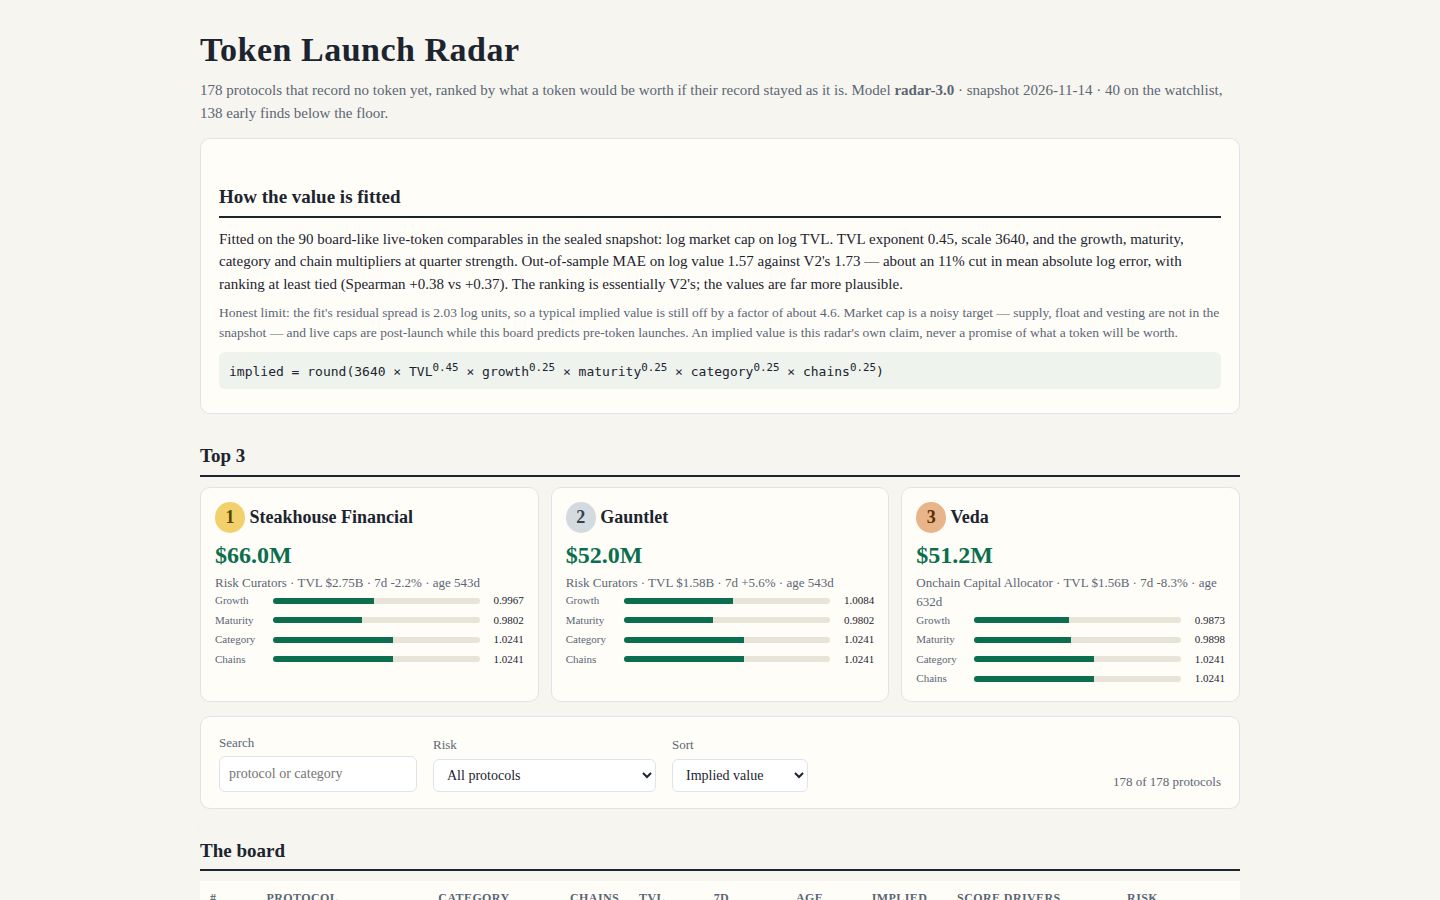 Token Launch Radar
178 protocols that record no token yet, ranked by what a token would be worth if their record stayed as it is. Model radar-3.0 · snapshot 2026-11-14 · 40 on the watchlist,
138 early finds below the floor.
How the value is fitted
Fitted on the 90 board-like live-token comparables in the sealed snapshot: log market cap on log TVL. TVL exponent 0.45, scale 3640, and the growth, maturity,
category and chain multipliers at quarter strength. Out-of-sample MAE on log value 1.57 against V2's 1.73 — about an 11% cut in mean absolute log error, with
ranking at least tied (Spearman +0.38 vs +0.37). The ranking is essentially V2's; the values are far more plausible.
Honest limit: the fit's residual spread is 2.03 log units, so a typical implied value is still off by a factor of about 4.6. Market cap is a noisy target — supply, float and vesting are not in the
snapshot — and live caps are post-launch while this board predicts pre-token launches. An implied value is this radar's own claim, never a promise of what a token will be worth.
implied = round(3640 × TVL0.45 × growth0.25 × maturity0.25 × category0.25 × chains0.25)
Top 3
1 Steakhouse Financial
$66.0M
Risk Curators · TVL $2.75B · 7d -2.2% · age 543d
Growth 0.9967
Maturity 0.9802
Category 1.0241
Chains 1.0241
2 Gauntlet
$52.0M
Risk Curators · TVL $1.58B · 7d +5.6% · age 543d
Growth 1.0084
Maturity 0.9802
Category 1.0241
Chains 1.0241
3 Veda
$51.2M
Onchain Capital Allocator · TVL $1.56B · 7d -8.3% · age
632d
Growth 0.9873
Maturity 0.9898
Category 1.0241
Chains 1.0241
Search Risk Sort
protocol or category All protocols Implied value 178 of 178 protocols
The board
# PROTOCOL CATEGORY CHAINS TVL 7D AGE IMPLIED SCORE DRIVERS RISK